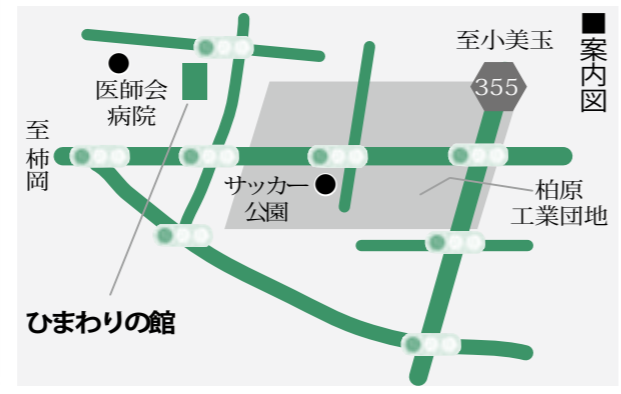 ■案内図
至小美玉
355
医師会
病院
至柿岡
サッカー
公園
柏原
工業団地
ひまわりの館